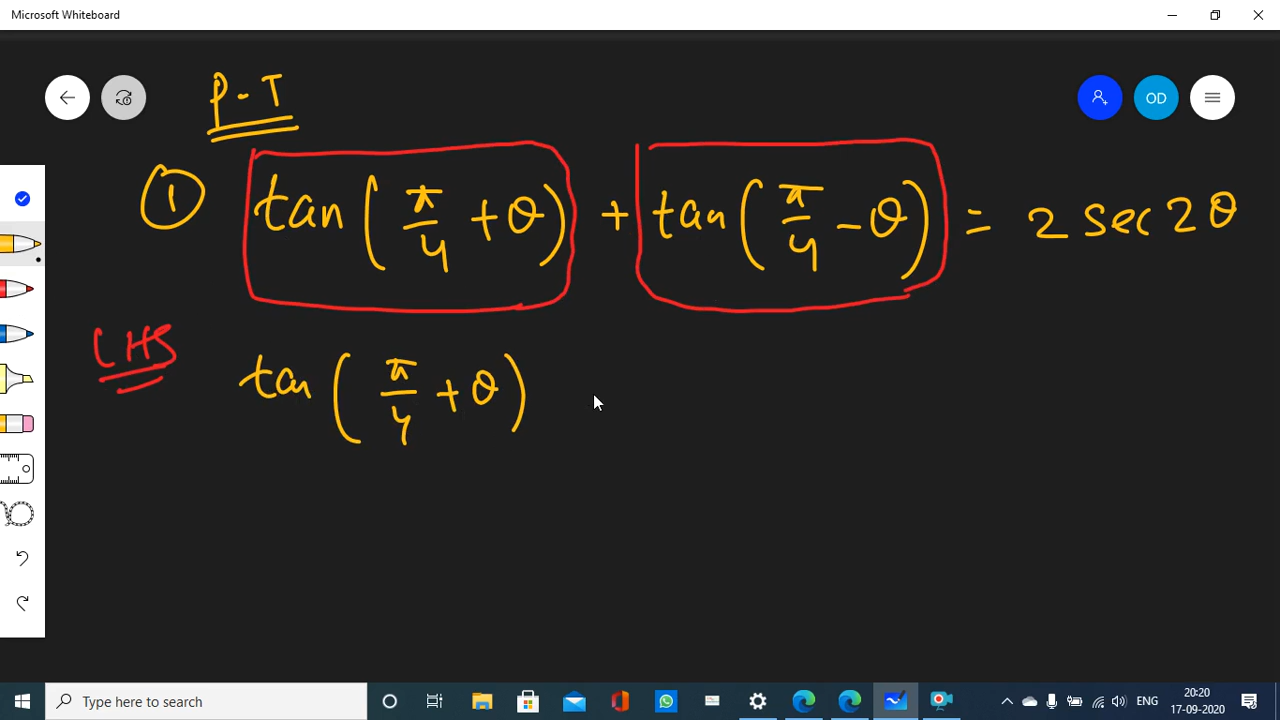 Microsoft Whiteboard
P-T
OD
① tan(π/4 + θ) + tan(π/4 - θ) = 2 sec 2θ
LHS
tan(π/4 + θ)
Type here to search
ENG
20:20
17-09-2020